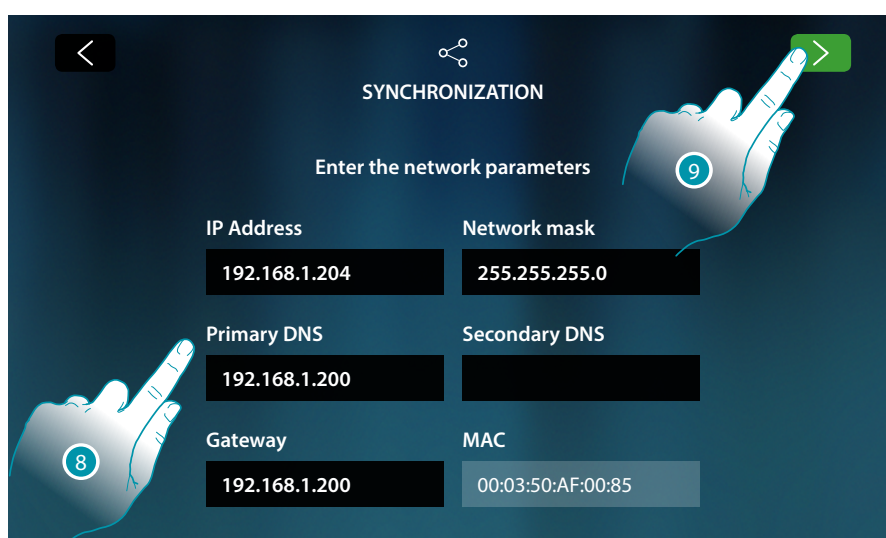 SYNCHRONIZATION
Enter the network parameters
9
IP Address
Network mask
192.168.1.204
255.255.255.0
Primary DNS
Secondary DNS
192.168.1.200
Gateway
MAC
8
192.168.1.200
00:03:50:AF:00:85